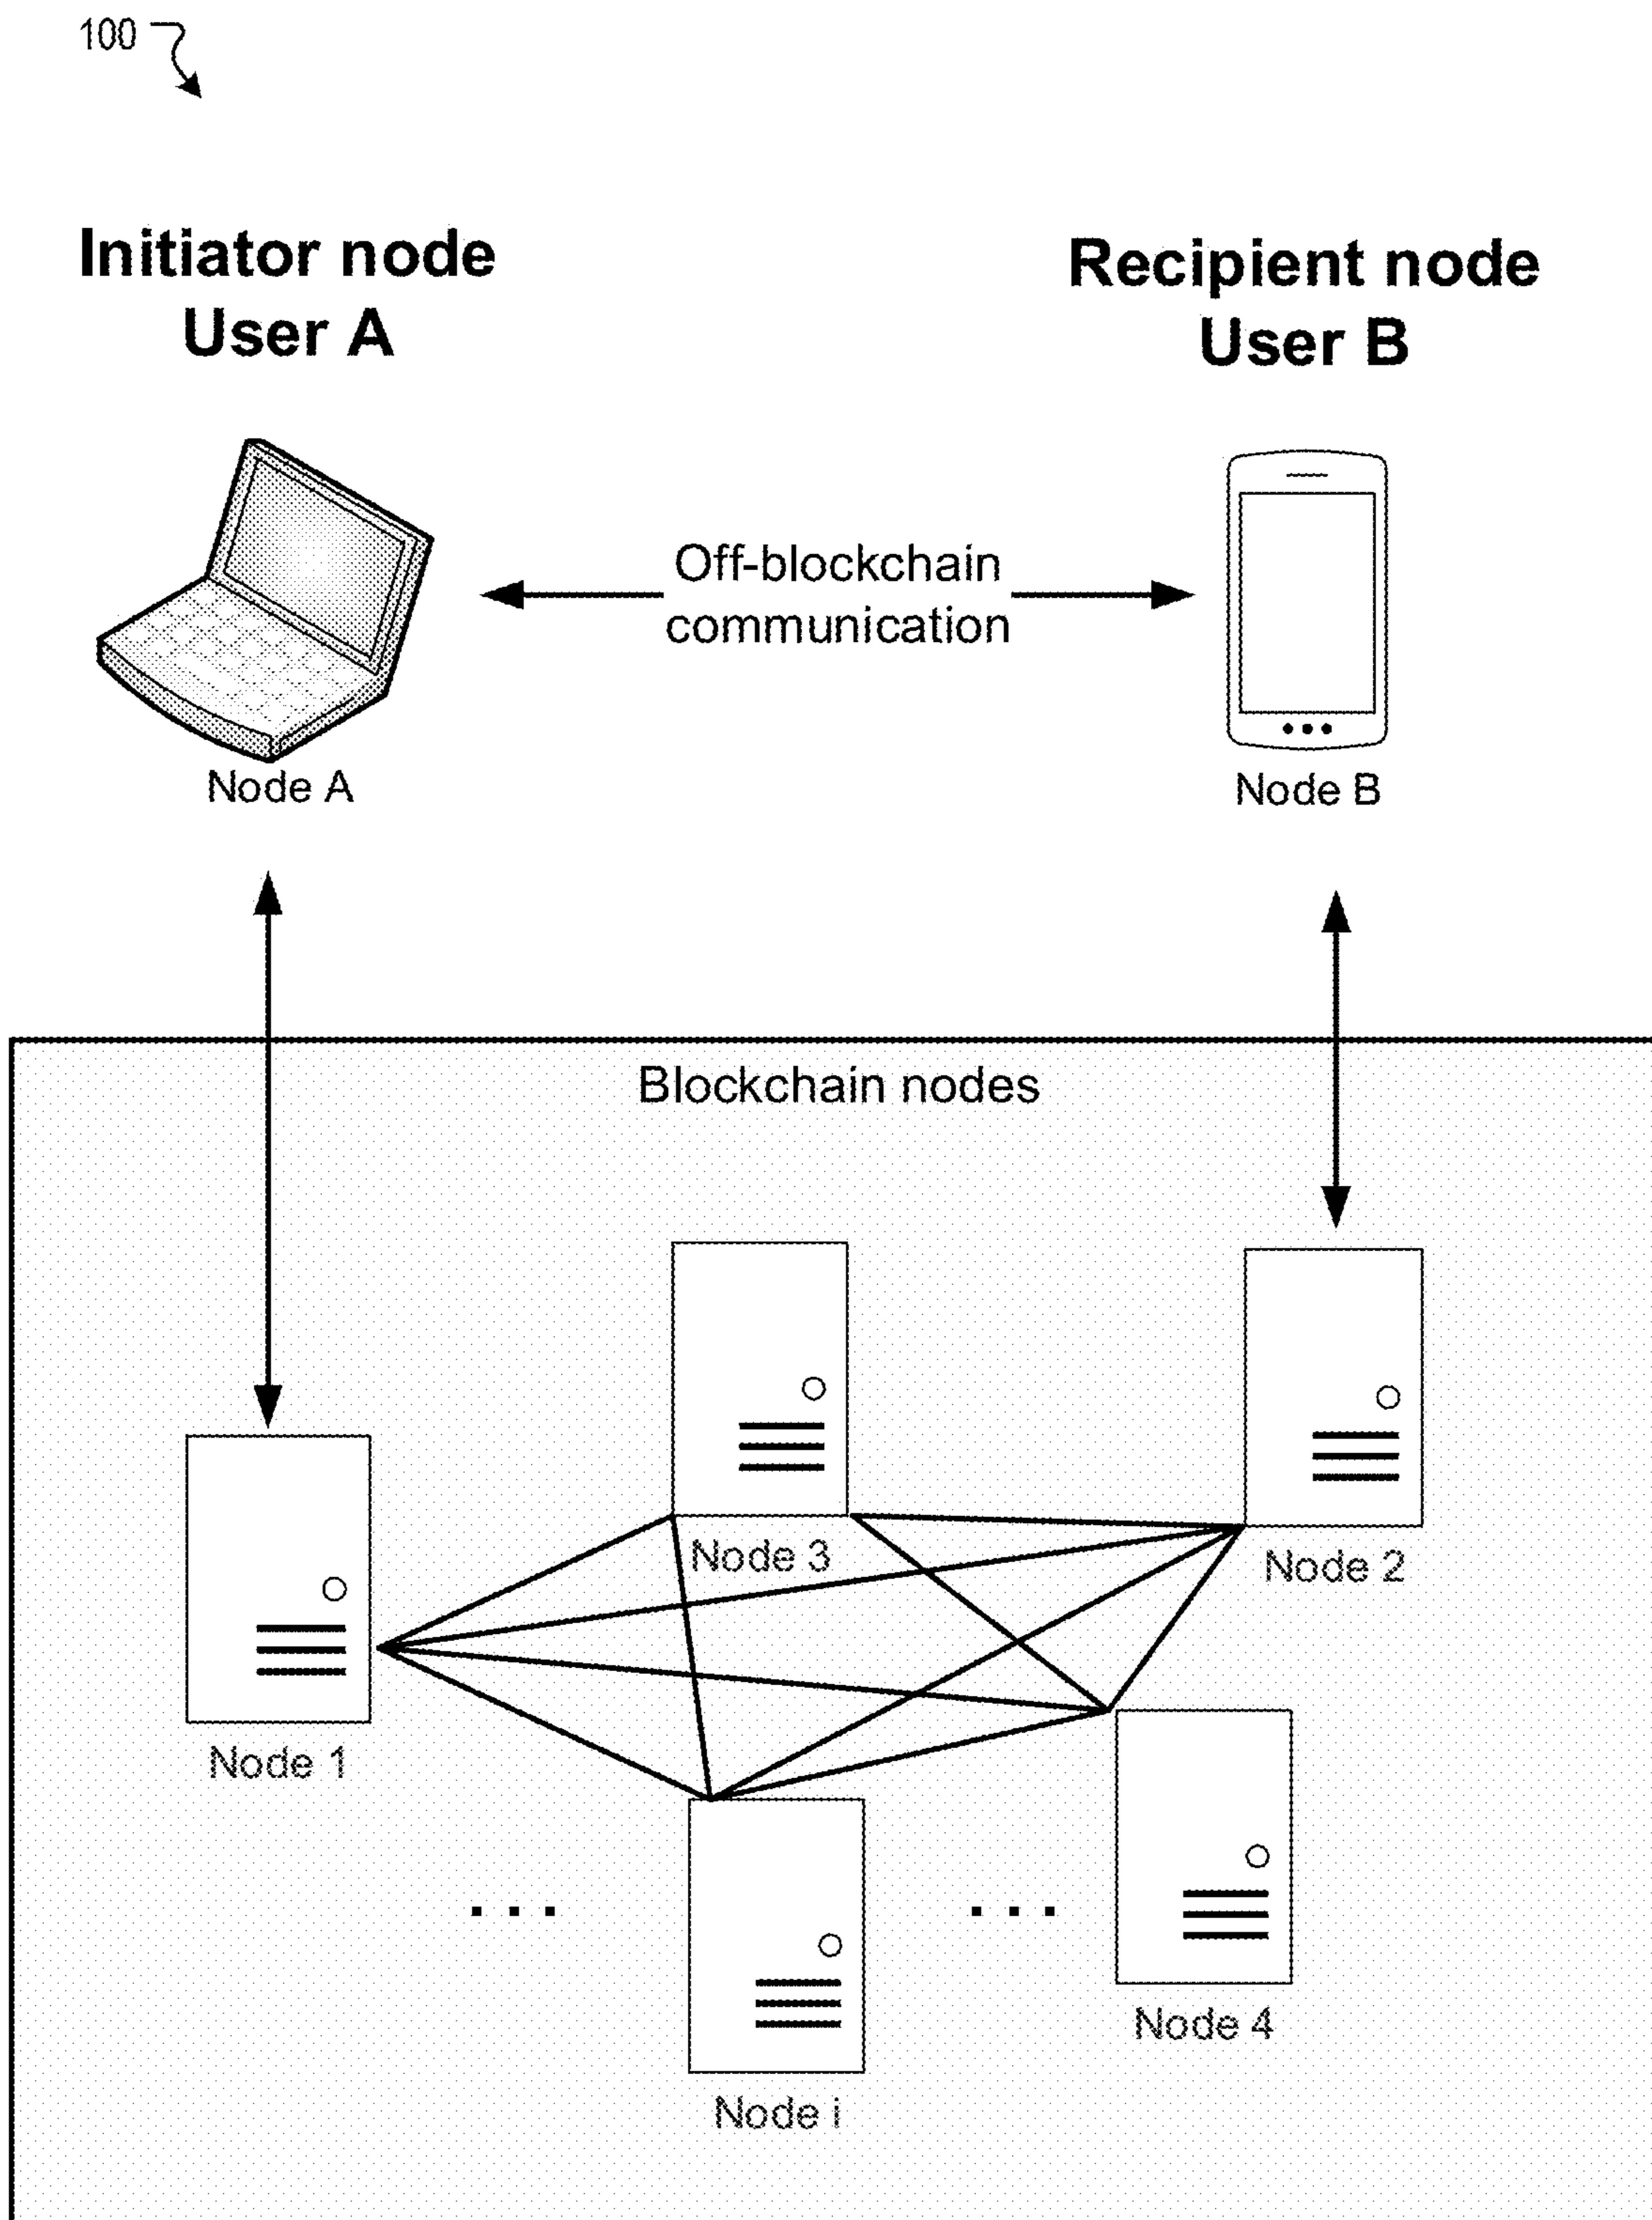 100
Initiator node
User A
Recipient node
User B
Off-blockchain
communication
Node A
Node B
Blockchain nodes
Node 3
Node 2
Node 1
. . .
. . .
Node 4
Node i